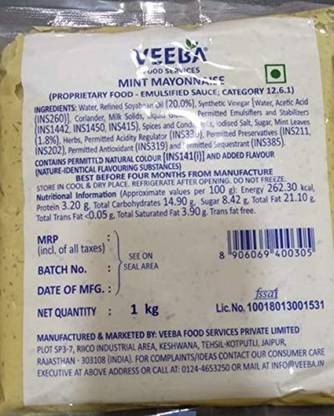 VEEBA
FOOD SERVICES
MINT MAYONNAISE
(PROPRIETARY FOOD - EMULSIFIED SAUCE; CATEGORY 12.6.1)
INGREDIENTS: Water, Refined Soyabean Oil (20.0%), Synthetic Vinegar [Water, Acetic Acid
(INS260)], Coriander, Milk Solids, Liquid Permitted Emulsifiers and Stabilizers
(INS1442, INS1450, INS415), Spices and Iodised Salt, Sugar, Mint Leaves
(1.8%), Herbs, Permitted Acidity Regulator (INS330), Permitted Preservatives (INS211,
INS202), Permitted Antioxidant (INS319) and Permitted Sequestrant (INS385).
CONTAINS PERMITTED NATURAL COLOUR [INS141(i)] AND ADDED FLAVOUR
(NATURE-IDENTICAL FLAVOURING SUBSTANCES)
BEST BEFORE FOUR MONTHS FROM MANUFACTURE
STORE IN COOL & DRY PLACE. REFRIGERATE AFTER OPENING. DO NOT FREEZE.
Nutritional Information (Approximate values per 100 g): Energy 262.30 kcal,
Protein 3.20 g, Total Carbohydrates 14.90 g, Sugar 8.42 g, Total Fat 21.10 g,
Total Trans Fat <0.05 g, Total Saturated Fat 3.90 g. Trans fat free.
MRP :
(incl. of all taxes)
SEE ON
BATCH No. : SEAL AREA
DATE OF MFG. :
8 906069 400305
fssai
NET QUANTITY : 1 kg
Lic.No. 10018013001531
MANUFACTURED & MARKETED BY: VEEBA FOOD SERVICES PRIVATE LIMITED
PLOT SP3-7, RIICO INDUSTRIAL AREA, KESHWANA, TEHSIL-KOTPUTLI, JAIPUR,
RAJASTHAN - 303108 (INDIA). FOR COMPLAINTS/IDEAS CONTACT OUR CONSUMER CARE
EXECUTIVE AT ABOVE ADDRESS OR CALL AT: 0124-4653250 OR MAIL AT INFO@VEEBA.IN